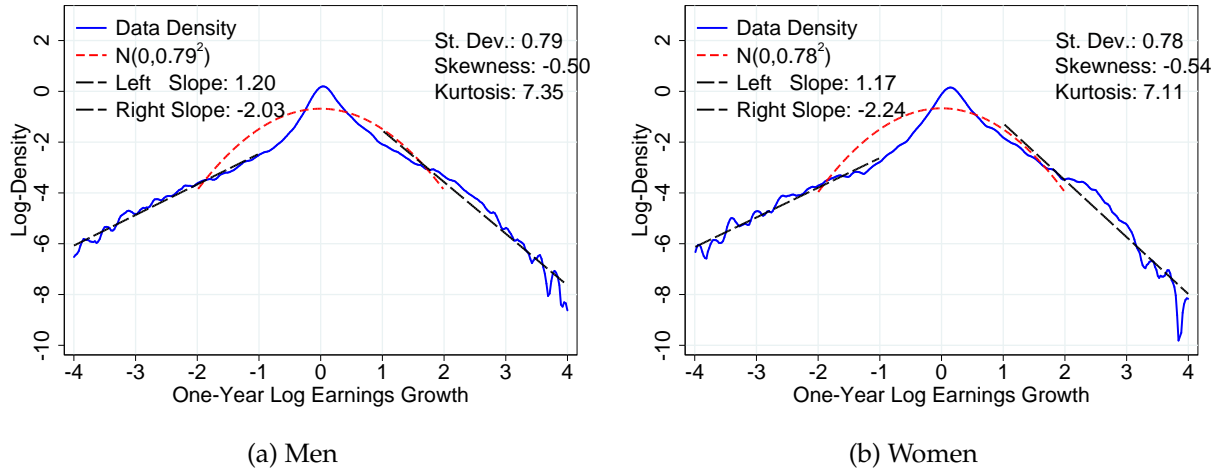 Data Density
N(0,0.79²)
Left Slope: 1.20
Right Slope: -2.03
St. Dev.: 0.79
Skewness: -0.50
Kurtosis: 7.35
Log-Density
2
0
-2
-4
-6
-8
-10
-4 -3 -2 -1 0 1 2 3 4
One-Year Log Earnings Growth
(a) Men
Data Density
N(0,0.78²)
Left Slope: 1.17
Right Slope: -2.24
St. Dev.: 0.78
Skewness: -0.54
Kurtosis: 7.11
Log-Density
2
0
-2
-4
-6
-8
-10
-4 -3 -2 -1 0 1 2 3 4
One-Year Log Earnings Growth
(b) Women